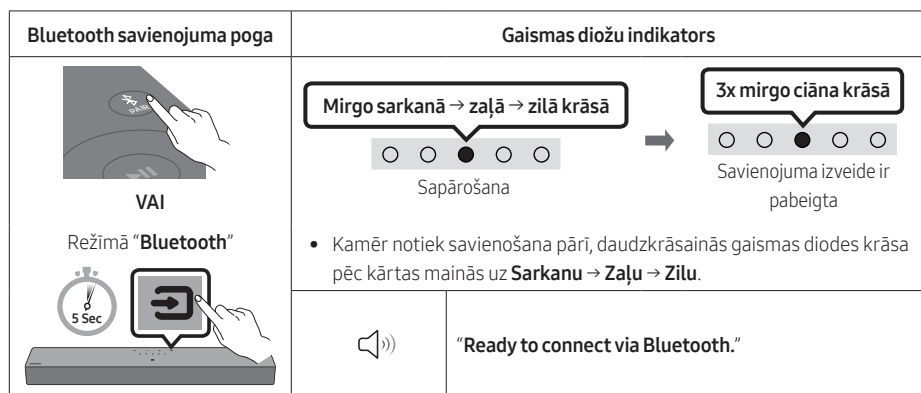 Bluetooth savienojuma poga
Gaismas diožu indikators
PAIR
VAI
Režīmā “Bluetooth”
5 Sec
Mirgo sarkanā → zaļā → zilā krāsā
Sapārošana
3x mirgo ciāna krāsā
Savienojuma izveide ir
pabeigta
• Kamēr notiek savienošana pārī, daudzkrāsainās gaismas diodes krāsa
pēc kārtas mainās uz Sarkanu → Zaļu → Zilu.
“Ready to connect via Bluetooth.”